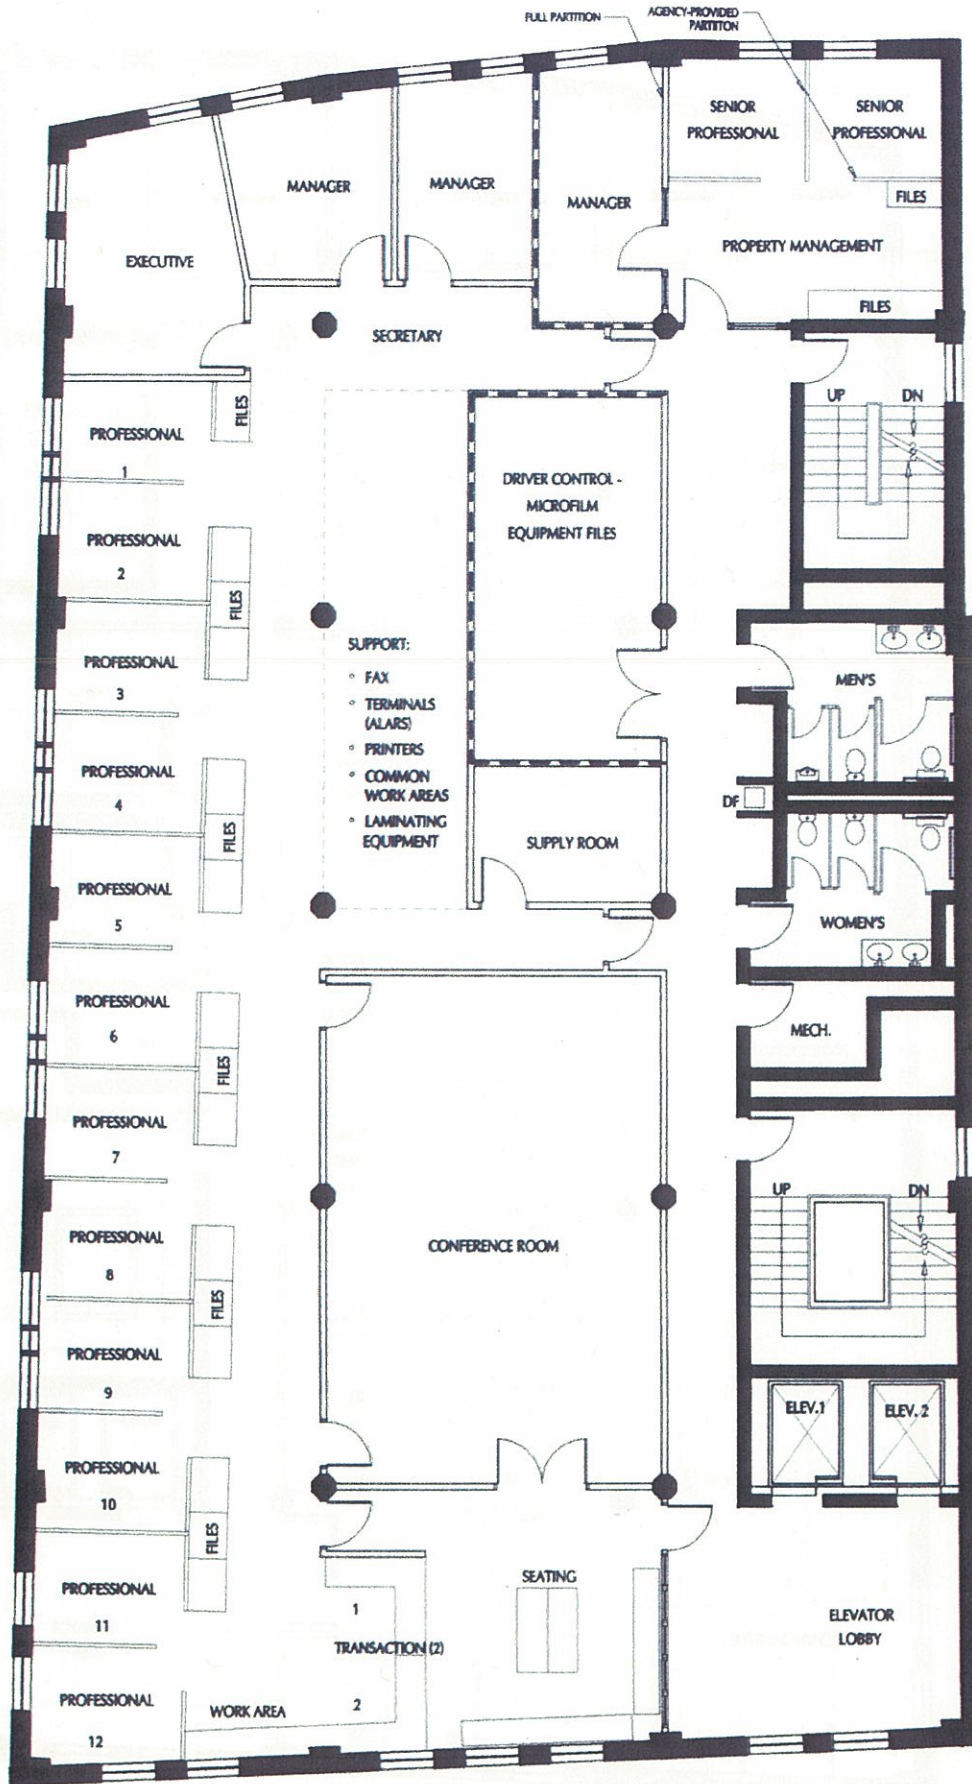 FULL PARTITION
AGENCY-PROVIDED
PARTITON
SENIOR
PROFESSIONAL
SENIOR
PROFESSIONAL
MANAGER
MANAGER
MANAGER
FILES
EXECUTIVE
PROPERTY MANAGEMENT
FILES
SECRETARY
FILES
UP
DN
PROFESSIONAL
1
DRIVER CONTROL -
MICROFILM
EQUIPMENT FILES
PROFESSIONAL
2
FILES
PROFESSIONAL
3
SUPPORT:
° FAX
° TERMINALS
(ALARS)
° PRINTERS
° COMMON
WORK AREAS
° LAMINATING
EQUIPMENT
MEN'S
PROFESSIONAL
4
DF
FILES
SUPPLY ROOM
PROFESSIONAL
5
WOMEN'S
PROFESSIONAL
6
MECH.
FILES
PROFESSIONAL
7
UP
DN
PROFESSIONAL
8
CONFERENCE ROOM
FILES
PROFESSIONAL
9
ELEV.1
ELEV. 2
PROFESSIONAL
10
FILES
PROFESSIONAL
11
SEATING
1
TRANSACTION (2)
2
ELEVATOR
LOBBY
PROFESSIONAL
12
WORK AREA